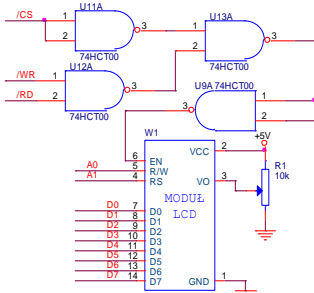 U11A
U13A
/CS
1
2
3
1
2
3
74HCT00
74HCT00
U12A
/WR
1
/RD
2
3
74HCT00
U9A 74HCT00
3
1
2
W1
+5V
6 EN
VCC 2
A0 5 R/W
A1 4 RS
VO 3
R1
10k
MODUŁ
LCD
D0 7 D0
D1 8 D1
D2 9 D2
D3 10 D3
D4 11 D4
D5 12 D5
D6 13 D6
D7 14 D7
GND 1